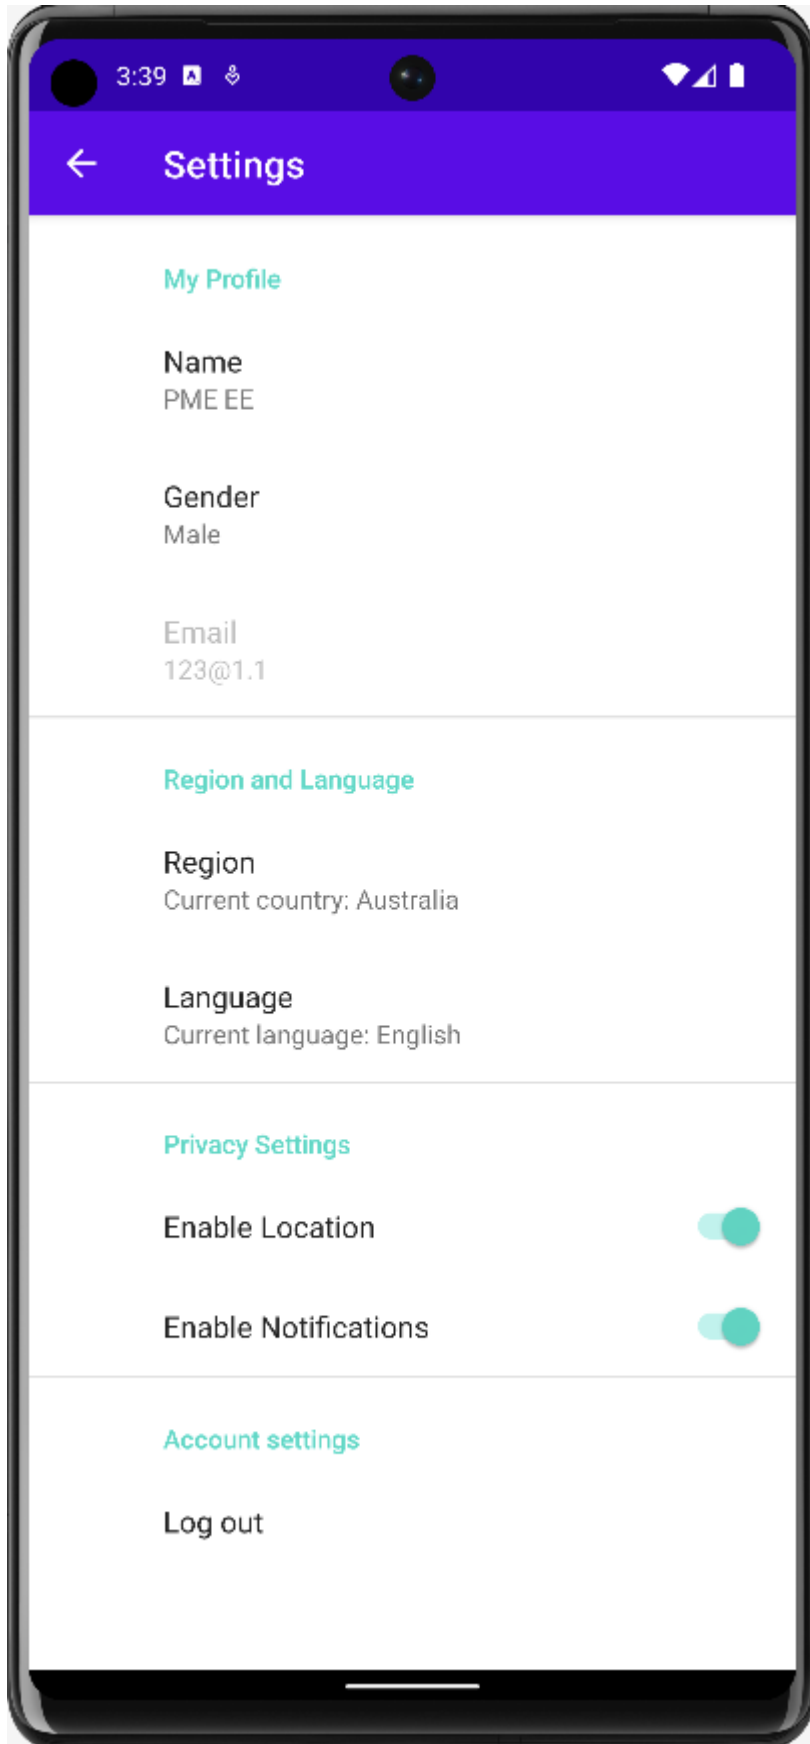 3:39
Settings
My Profile
Name
PME EE
Gender
Male
Email
123@1.1
Region and Language
Region
Current country: Australia
Language
Current language: English
Privacy Settings
Enable Location
Enable Notifications
Account settings
Log out